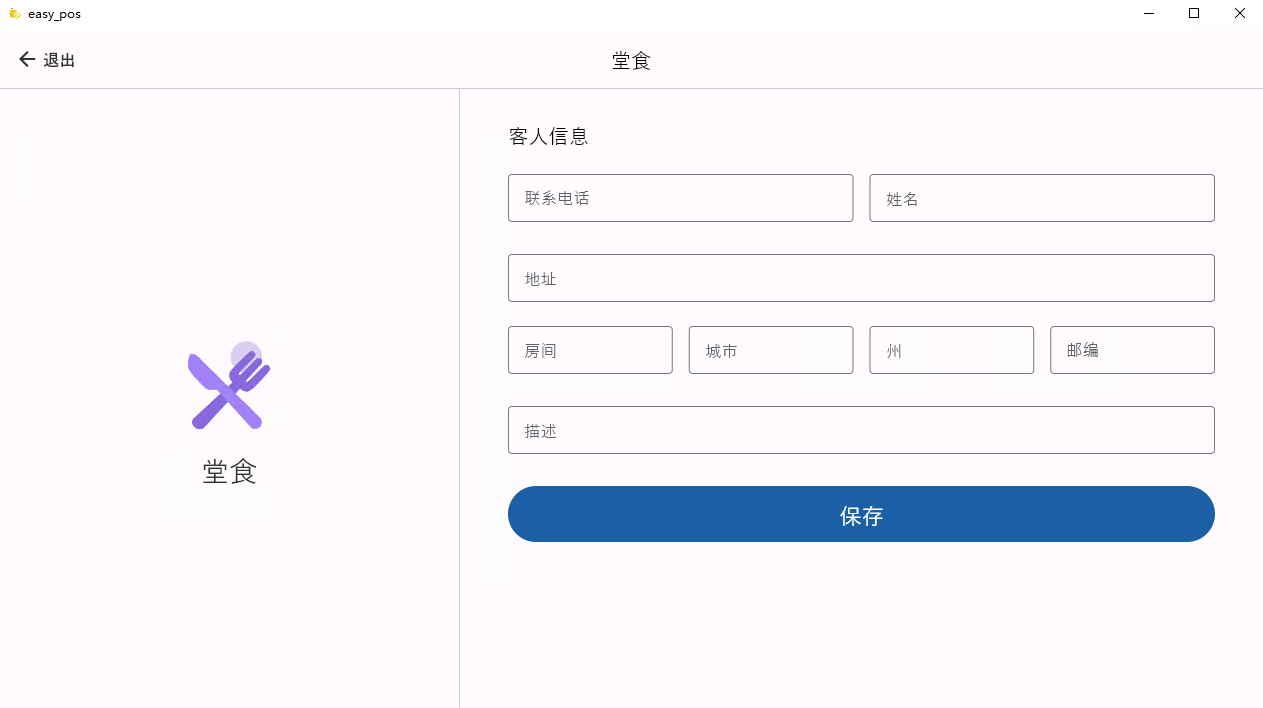 easy_pos
退出
堂食
堂食
客人信息
联系电话
姓名
地址
房间
城市
州
邮编
描述
保存